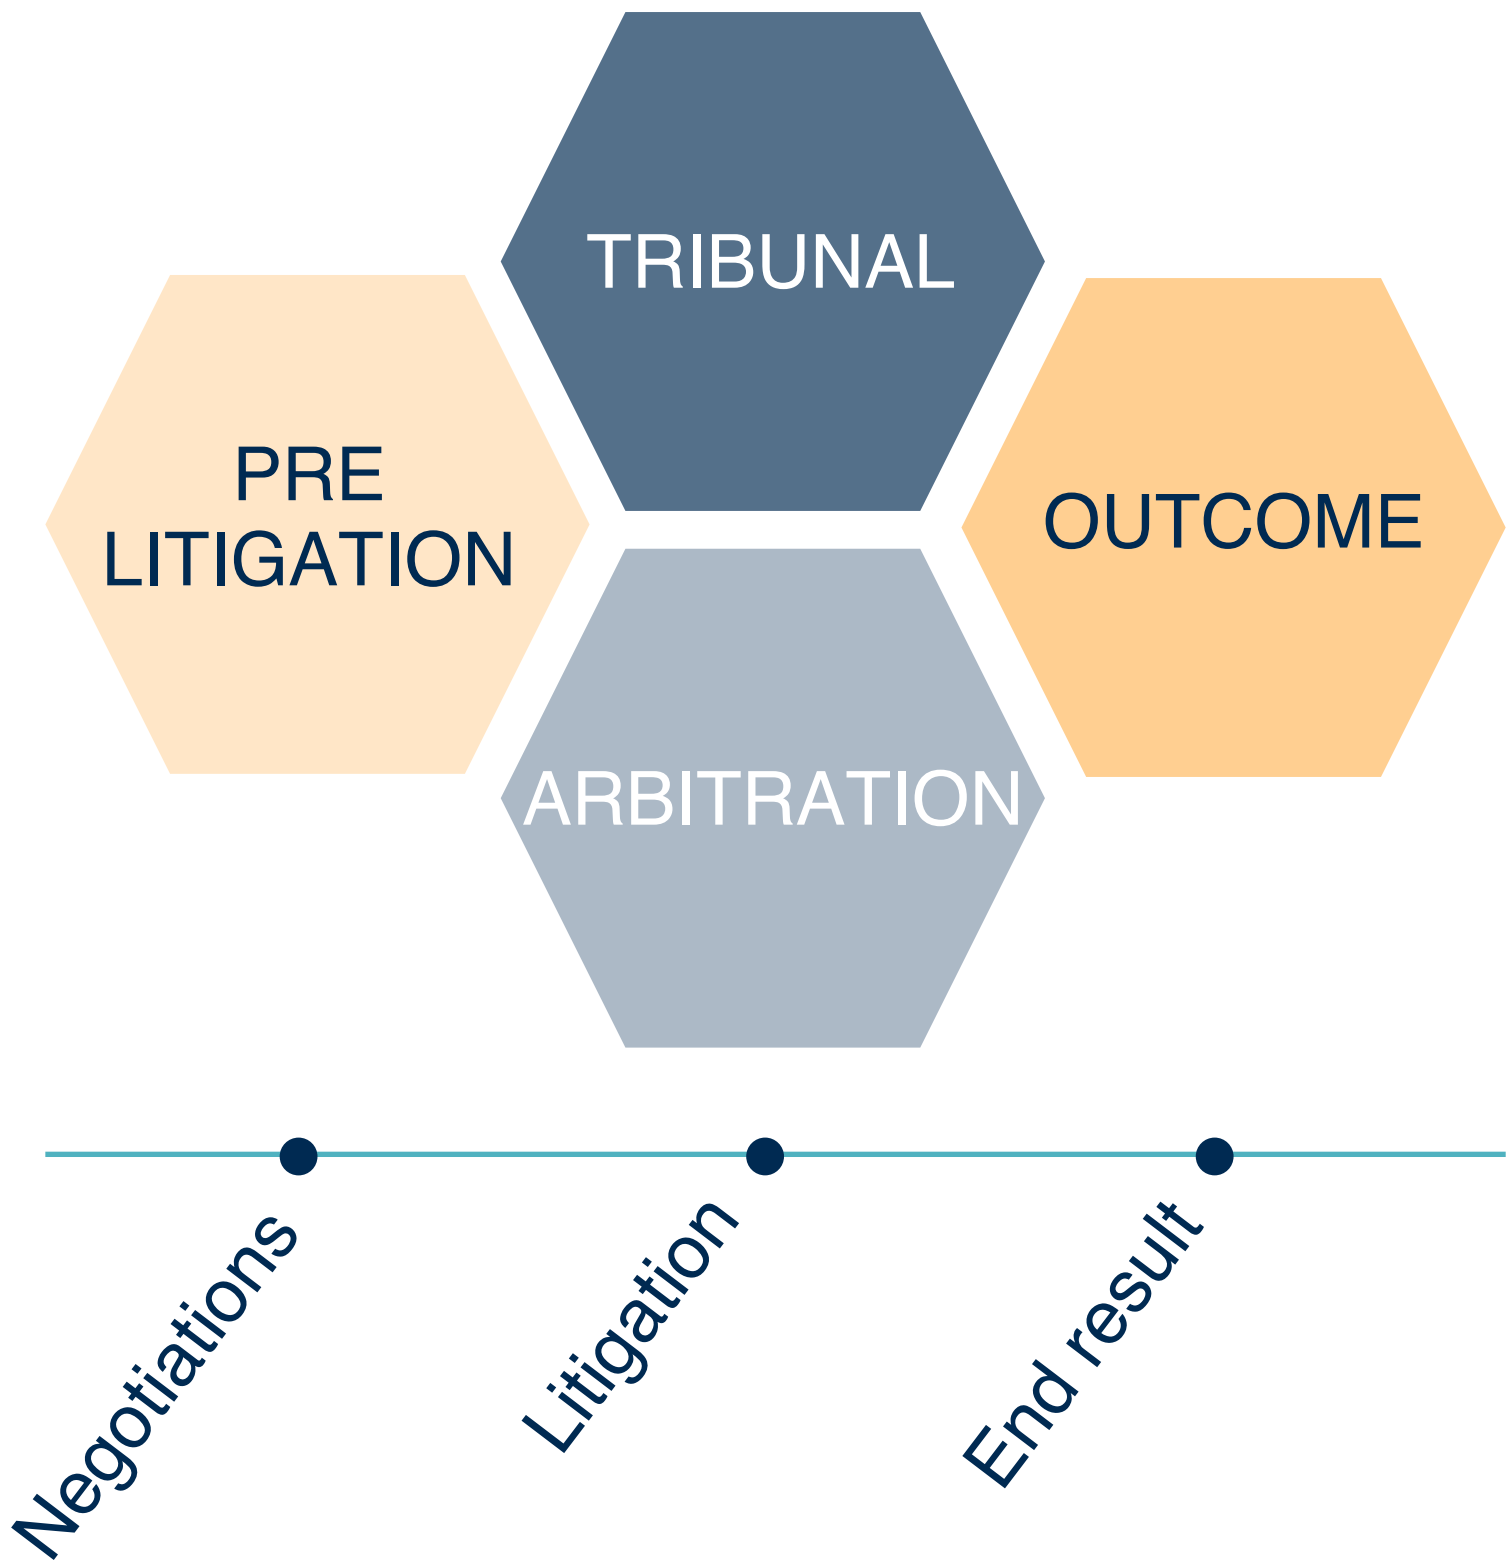 TRIBUNAL
PRE
LITIGATION
OUTCOME
ARBITRATION
Negotiations
Litigation
End result